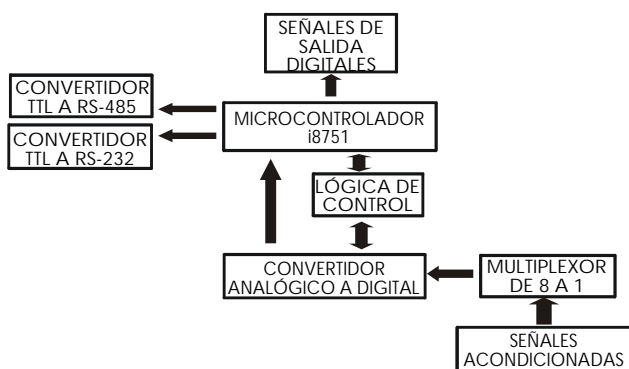 SEÑALES DE
SALIDA
DIGITALES
CONVERTIDOR
TTL A RS-485
CONVERTIDOR
TTL A RS-232
MICROCONTROLADOR
i8751
LÓGICA DE
CONTROL
CONVERTIDOR
ANALÓGICO A DIGITAL
MULTIPLEXOR
DE 8 A 1
SEÑALES
ACONDICIONADAS